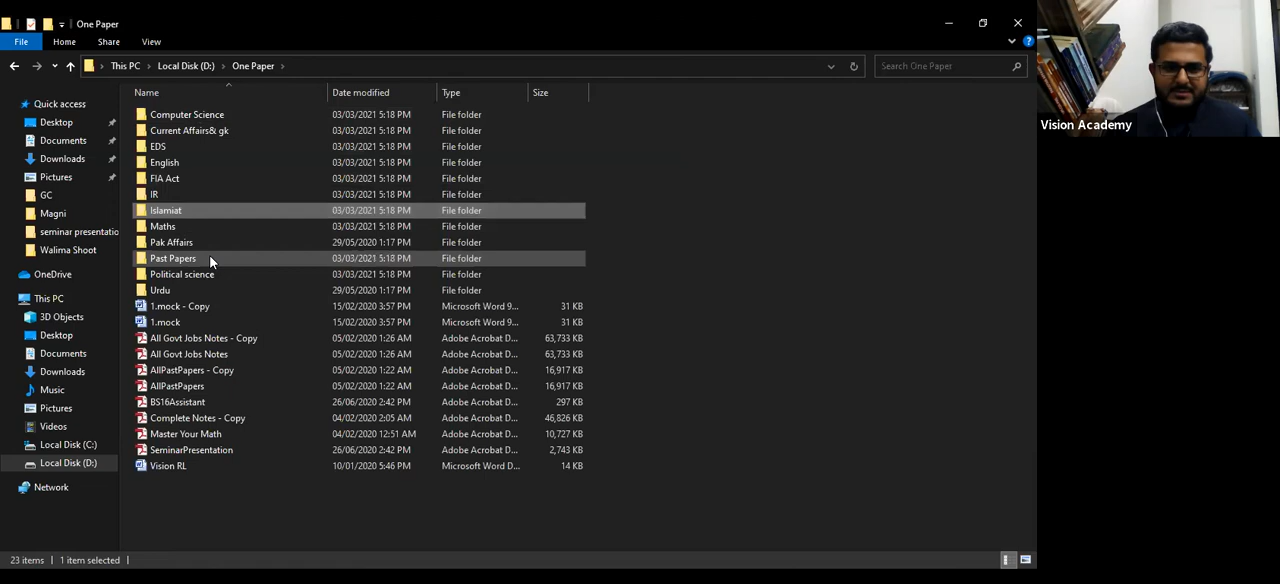 One Paper
File Home Share View
This PC Local Disk (D:) One Paper
Search One Paper
Name Date modified Type Size
Quick access
Desktop
Documents
Downloads
Pictures
GC
Magni
seminar presentatio
Walima Shoot
OneDrive
This PC
3D Objects
Desktop
Documents
Downloads
Music
Pictures
Videos
Local Disk (C:)
Local Disk (D:)
Network
Computer Science 03/03/2021 5:18 PM File folder
Current Affairs& gk 03/03/2021 5:18 PM File folder
EDS 03/03/2021 5:18 PM File folder
English 03/03/2021 5:18 PM File folder
FIA Act 03/03/2021 5:18 PM File folder
IR 03/03/2021 5:18 PM File folder
Islamiat 03/03/2021 5:18 PM File folder
Maths 03/03/2021 5:18 PM File folder
Pak Affairs 29/05/2020 1:17 PM File folder
Past Papers 03/03/2021 5:18 PM File folder
Political science 03/03/2021 5:18 PM File folder
Urdu 29/05/2020 1:17 PM File folder
1.mock - Copy 15/02/2020 3:57 PM Microsoft Word 9... 31 KB
1.mock 15/02/2020 3:57 PM Microsoft Word 9... 31 KB
All Govt Jobs Notes - Copy 05/02/2020 1:26 AM Adobe Acrobat D... 63,733 KB
All Govt Jobs Notes 05/02/2020 1:26 AM Adobe Acrobat D... 63,733 KB
AllPastPapers - Copy 05/02/2020 1:22 AM Adobe Acrobat D... 16,917 KB
AllPastPapers 05/02/2020 1:22 AM Adobe Acrobat D... 16,917 KB
BS16Assistant 26/06/2020 2:42 PM Adobe Acrobat D... 297 KB
Complete Notes - Copy 04/02/2020 2:05 AM Adobe Acrobat D... 46,826 KB
Master Your Math 04/02/2020 12:51 AM Adobe Acrobat D... 10,727 KB
SeminarPresentation 26/06/2020 2:42 PM Adobe Acrobat D... 2,743 KB
Vision RL 10/01/2020 5:46 PM Microsoft Word D... 14 KB
23 items 1 item selected
Vision Academy